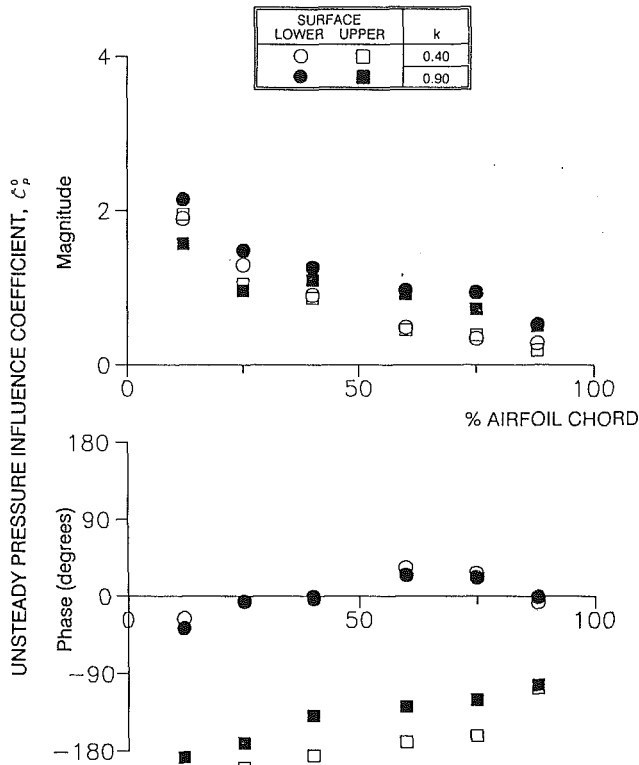 SURFACE
LOWER UPPER k
0.40
0.90
UNSTEADY PRESSURE INFLUENCE COEFFICIENT,
Magnitude
4
2
0
0 50 100
% AIRFOIL CHORD
Phase (degrees)
180
90
0
0 50 100
-90
-180